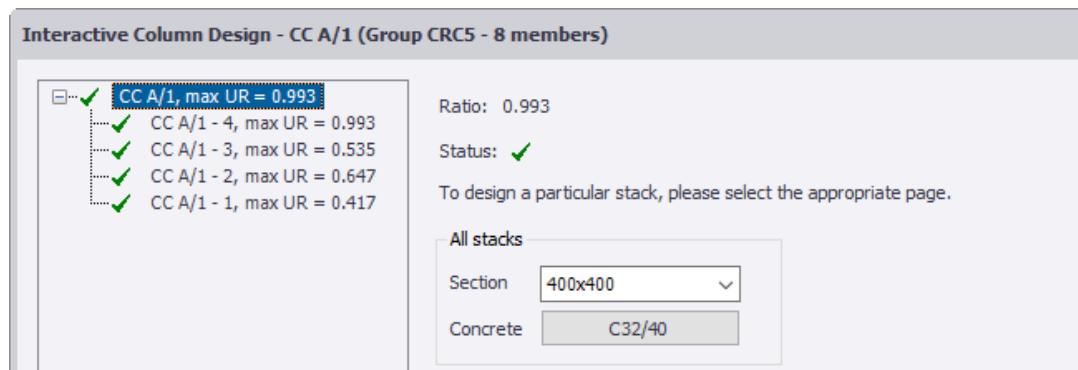 Interactive Column Design - CC A/1 (Group CRC5 - 8 members)
CC A/1, max UR = 0.993
CC A/1 - 4, max UR = 0.993
CC A/1 - 3, max UR = 0.535
CC A/1 - 2, max UR = 0.647
CC A/1 - 1, max UR = 0.417
Ratio: 0.993
Status:
To design a particular stack, please select the appropriate page.
All stacks
Section 400x400
Concrete C32/40